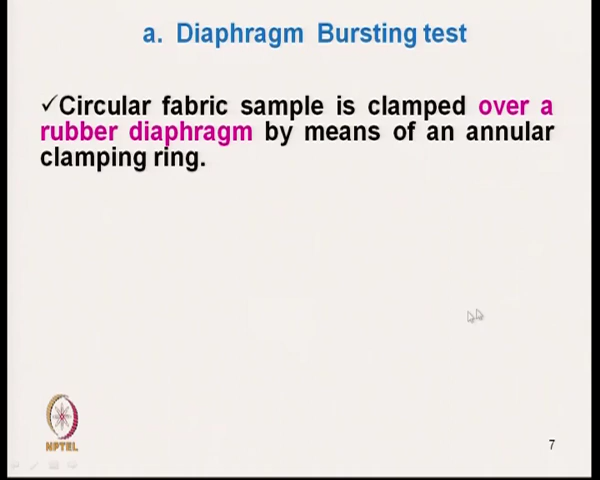 a. Diaphragm Bursting test
✓Circular fabric sample is clamped over a
rubber diaphragm by means of an annular
clamping ring.
NPTEL
7